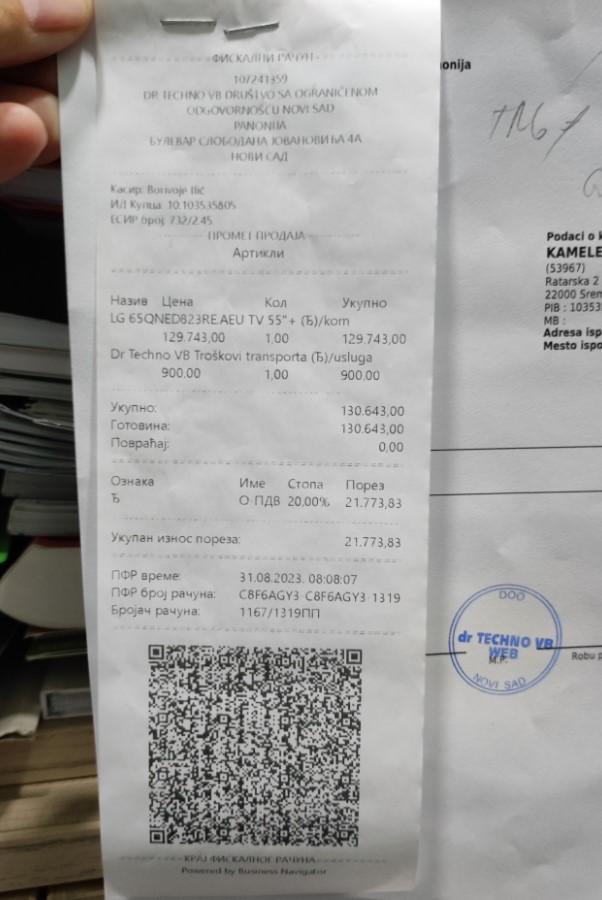 ФИСКАЛНИ РАЧУН
107241359
DR TECHNO VB DRUŠTVO SA OGRANIČENOM
ODGOVORNOŠĆU NOVI SAD
PANONIJA
БУЛЕВАР СЛОБОДАНА ЈОВАНОВИЋА 4А
НОВИ САД
Касир: Borivoje Ilić
ИД Купца: 10:103535805
ЕСИР број: 732/2.45
ПРОМЕТ ПРОДАЈА
Артикли
Назив Цена Кол Укупно
LG 65QNED823RE.AEU TV 55"+ (Ђ)/kom
129.743,00 1,00 129.743,00
Dr Techno VB Troškovi transporta (Ђ)/usluga
900,00 1,00 900,00
Укупно: 130.643,00
Готовина: 130.643,00
Повраћај: 0,00
Ознака Име Стопа Порез
Ђ О-ПДВ 20,00% 21.773,83
Укупан износ пореза: 21.773,83
ПФР време: 31.08.2023. 08:08:07
ПФР број рачуна: C8F6AGY3-C8F6AGY3-1319
Бројач рачуна: 1167/1319ПП
КРАЈ ФИСКАЛНОГ РАЧУНА
Powered by Business Navigator
onija
Podaci o k
KAMELE
(53967)
Ratarska 2
22000 Srem
PIB : 10353
MB :
Adresa isp
Mesto ispo
DOO
dr TECHNO VB
WEB
M.P.
NOVI SAD
Robu p